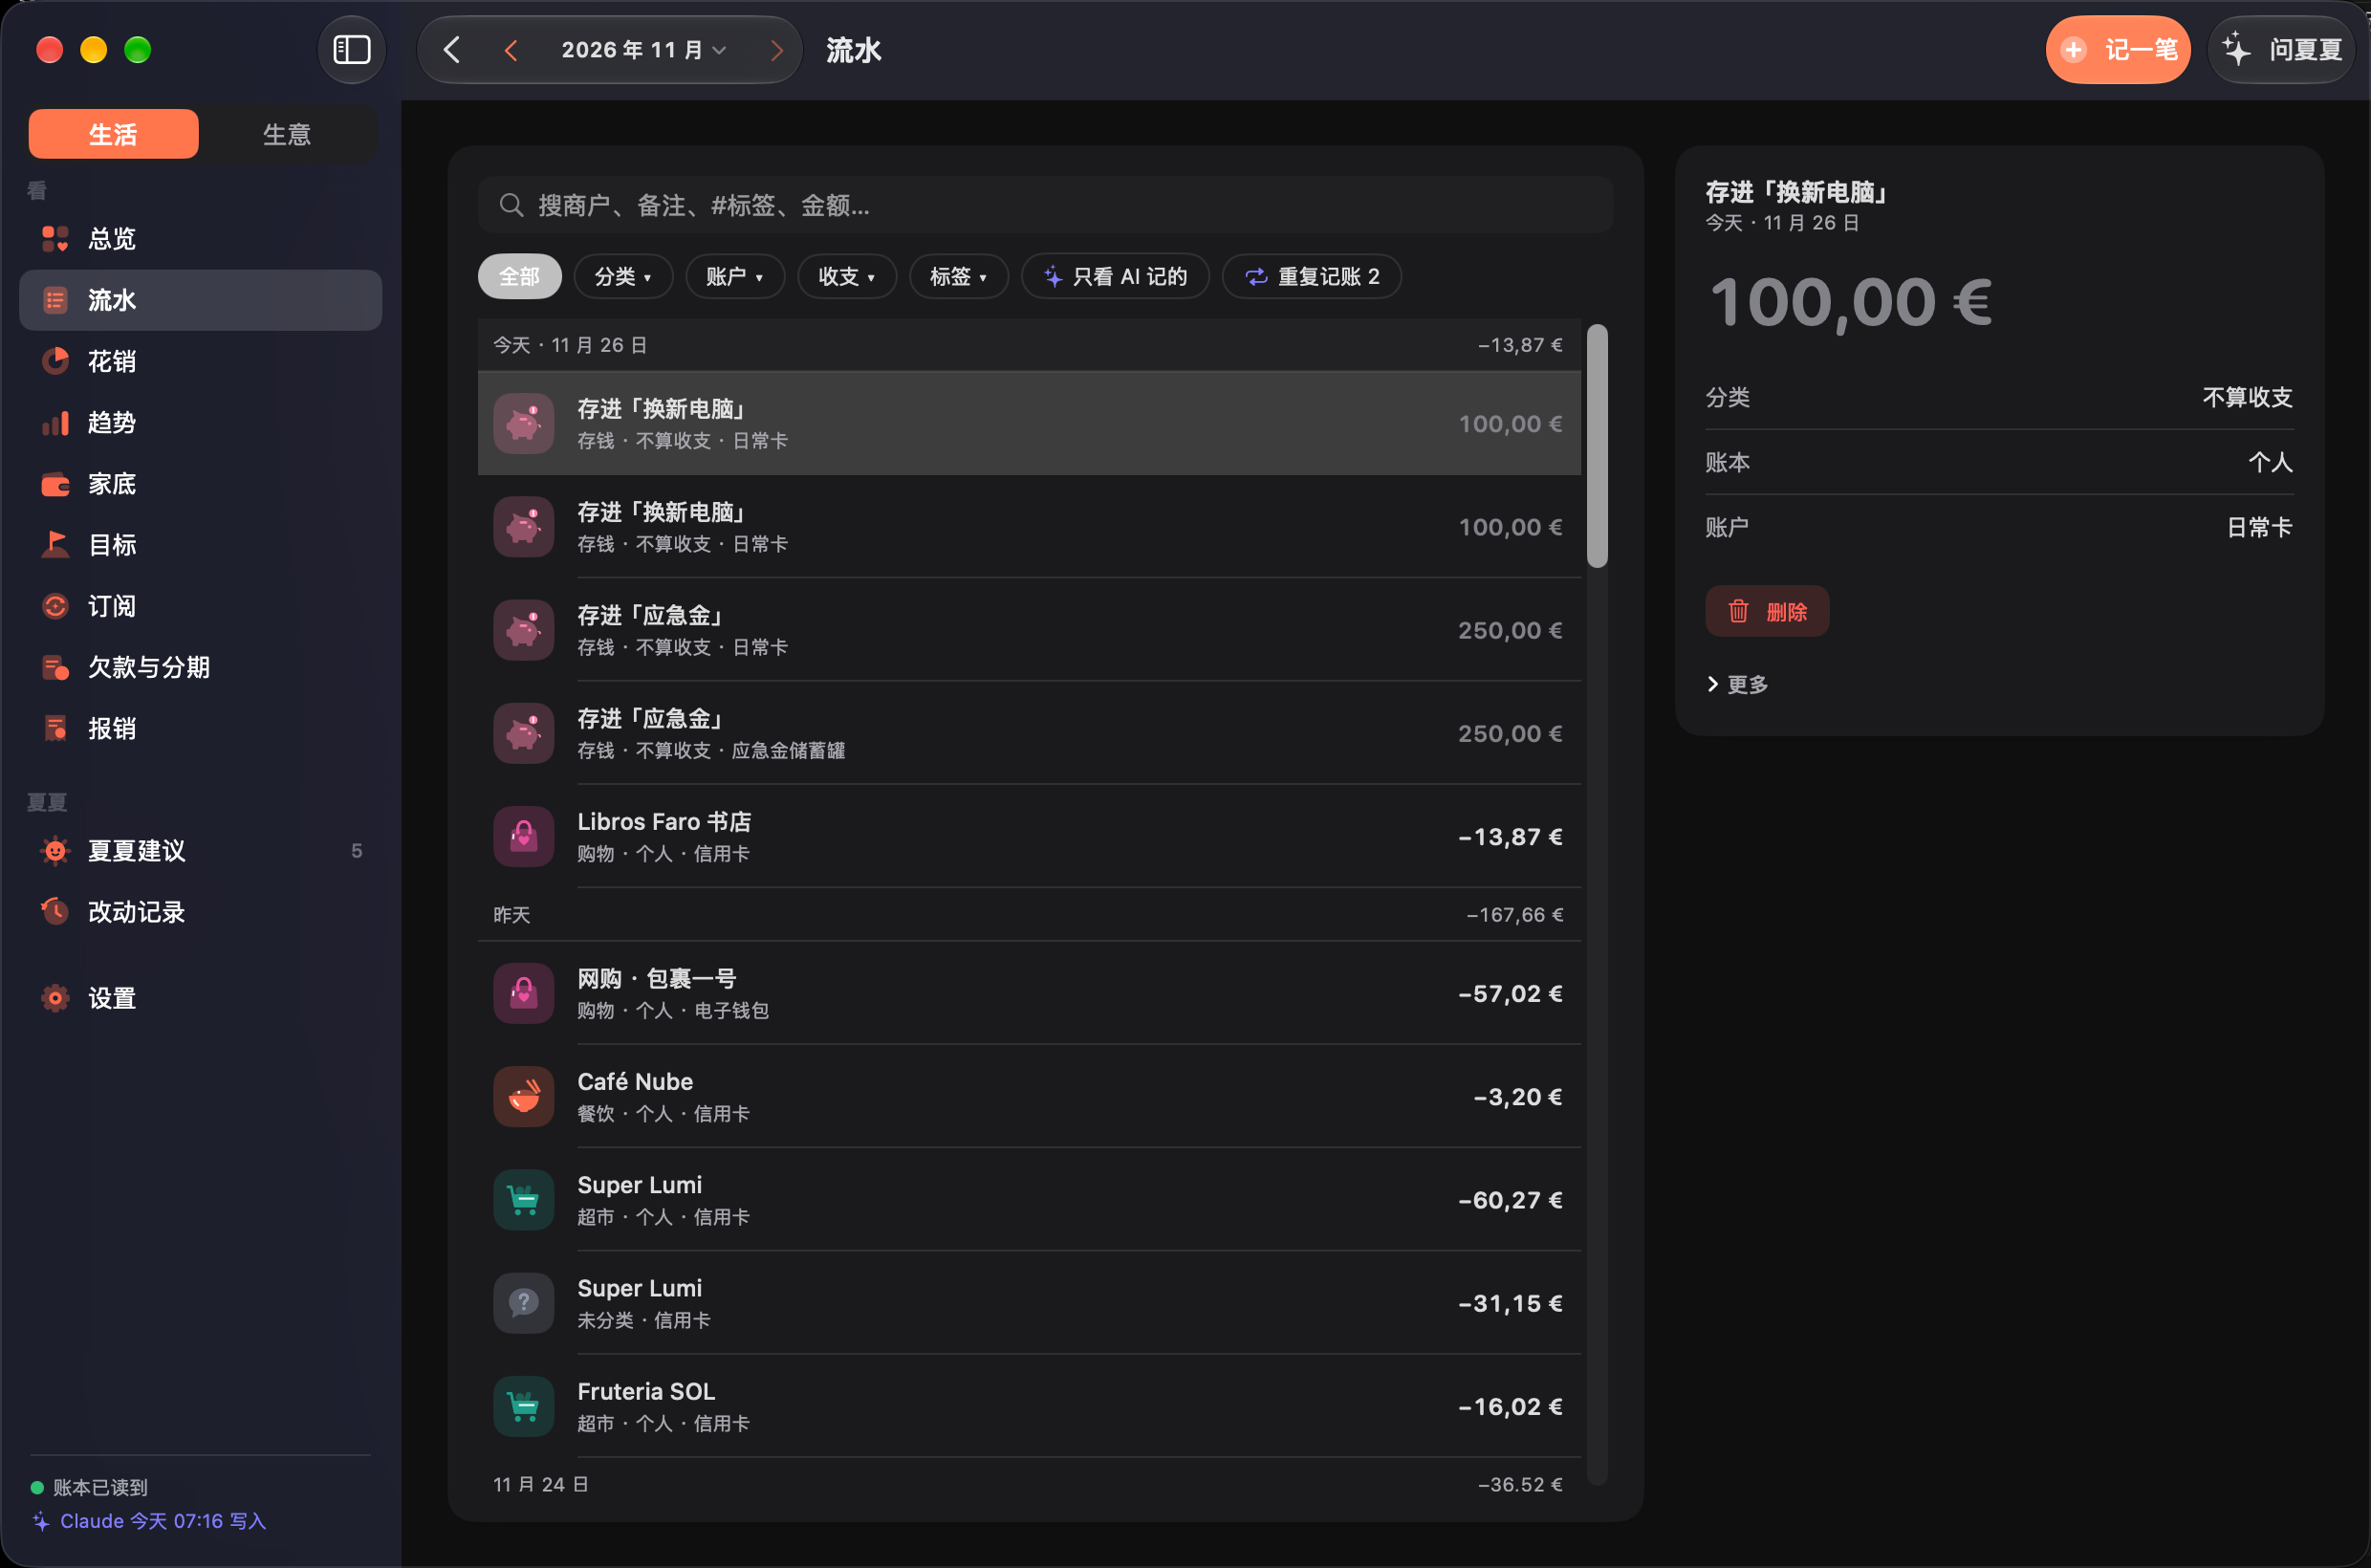 2026 年 11 月
流水
记一笔
问夏夏
生活
生意
看
总览
流水
花销
趋势
家底
目标
订阅
欠款与分期
报销
夏夏
夏夏建议 5
改动记录
设置
账本已读到
Claude 今天 07:16 写入
搜商户、备注、#标签、金额...
全部
分类 ▾
账户 ▾
收支 ▾
标签 ▾
只看 AI 记的
重复记账 2
今天 · 11 月 26 日 −13,87 €
存进「换新电脑」
存钱 · 不算收支 · 日常卡
100,00 €
存进「换新电脑」
存钱 · 不算收支 · 日常卡
100,00 €
存进「应急金」
存钱 · 不算收支 · 日常卡
250,00 €
存进「应急金」
存钱 · 不算收支 · 应急金储蓄罐
250,00 €
Libros Faro 书店
购物 · 个人 · 信用卡
−13,87 €
昨天 −167,66 €
网购 · 包裹一号
购物 · 个人 · 电子钱包
−57,02 €
Café Nube
餐饮 · 个人 · 信用卡
−3,20 €
Super Lumi
超市 · 个人 · 信用卡
−60,27 €
Super Lumi
未分类 · 信用卡
−31,15 €
Fruteria SOL
超市 · 个人 · 信用卡
−16,02 €
11 月 24 日 −36,52 €
存进「换新电脑」
今天 · 11 月 26 日
100,00 €
分类 不算收支
账本 个人
账户 日常卡
删除
更多